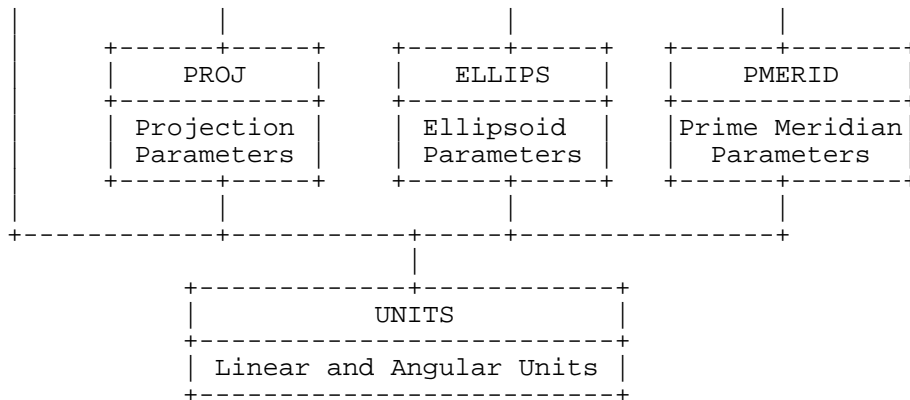 PROJ
ELLIPS
PMERID
Projection
Parameters
Ellipsoid
Parameters
Prime Meridian
Parameters
UNITS
Linear and Angular Units